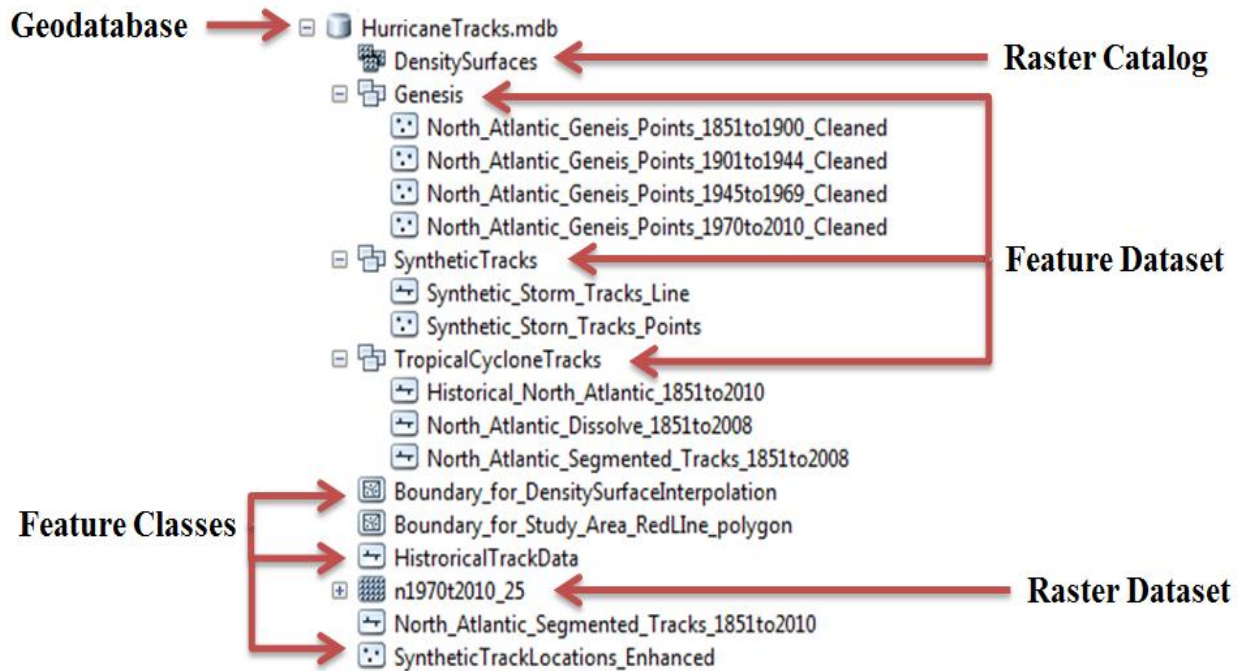 Geodatabase
HurricaneTracks.mdb
DensitySurfaces
Raster Catalog
Genesis
North_Atlantic_Geneis_Points_1851to1900_Cleaned
North_Atlantic_Geneis_Points_1901to1944_Cleaned
North_Atlantic_Geneis_Points_1945to1969_Cleaned
North_Atlantic_Geneis_Points_1970to2010_Cleaned
SyntheticTracks
Feature Dataset
Synthetic_Storm_Tracks_Line
Synthetic_Storn_Tracks_Points
TropicalCycloneTracks
Historical_North_Atlantic_1851to2010
North_Atlantic_Dissolve_1851to2008
North_Atlantic_Segmented_Tracks_1851to2008
Boundary_for_DensitySurfaceInterpolation
Feature Classes
Boundary_for_Study_Area_RedLIne_polygon
HistroricalTrackData
n1970t2010_25
Raster Dataset
North_Atlantic_Segmented_Tracks_1851to2010
SyntheticTrackLocations_Enhanced